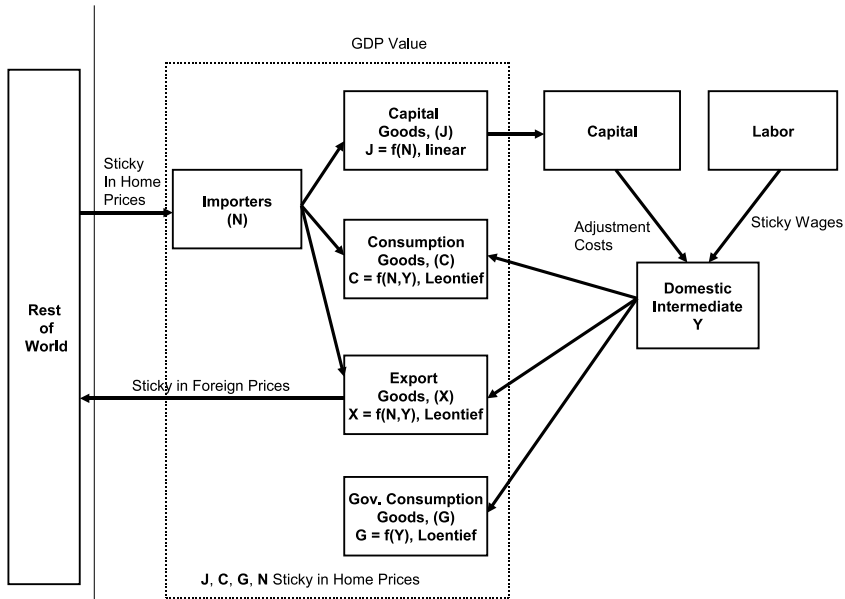 GDP Value
Capital
Goods, (J)
J = f(N), linear
Capital
Labor
Sticky
In Home
Prices
Importers
(N)
Consumption
Goods, (C)
C = f(N,Y), Leontief
Adjustment
Costs
Sticky Wages
Domestic
Intermediate
Y
Rest
of
World
Sticky in Foreign Prices
Export
Goods, (X)
X = f(N,Y), Leontief
Gov. Consumption
Goods, (G)
G = f(Y), Loentief
J, C, G, N Sticky in Home Prices